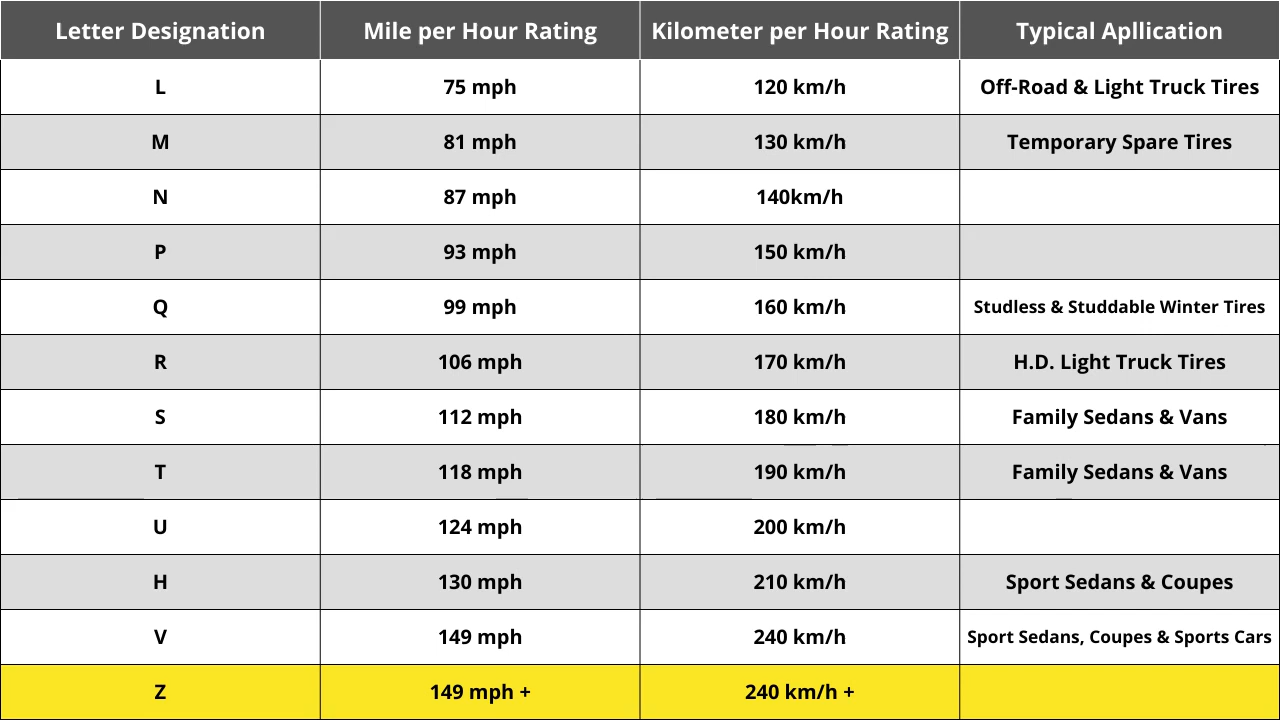 Letter Designation Mile per Hour Rating Kilometer per Hour Rating Typical Apllication
L 75 mph 120 km/h Off-Road & Light Truck Tires
M 81 mph 130 km/h Temporary Spare Tires
N 87 mph 140km/h
P 93 mph 150 km/h
Q 99 mph 160 km/h Studless & Studdable Winter Tires
R 106 mph 170 km/h H.D. Light Truck Tires
S 112 mph 180 km/h Family Sedans & Vans
T 118 mph 190 km/h Family Sedans & Vans
U 124 mph 200 km/h
H 130 mph 210 km/h Sport Sedans & Coupes
V 149 mph 240 km/h Sport Sedans, Coupes & Sports Cars
Z 149 mph + 240 km/h +